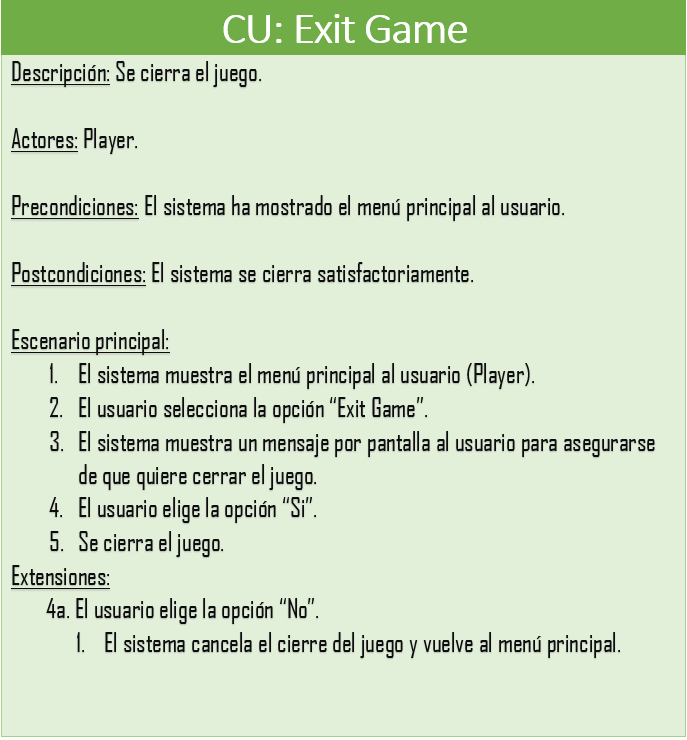 CU: Exit Game
Descripción: Se cierra el juego.
Actores: Player.
Precondiciones: El sistema ha mostrado el menú principal al usuario.
Postcondiciones: El sistema se cierra satisfactoriamente.
Escenario principal:
1. El sistema muestra el menú principal al usuario (Player).
2. El usuario selecciona la opción “Exit Game”.
3. El sistema muestra un mensaje por pantalla al usuario para asegurarse
de que quiere cerrar el juego.
4. El usuario elige la opción “Si”.
5. Se cierra el juego.
Extensiones:
4a. El usuario elige la opción “No”.
1. El sistema cancela el cierre del juego y vuelve al menú principal.